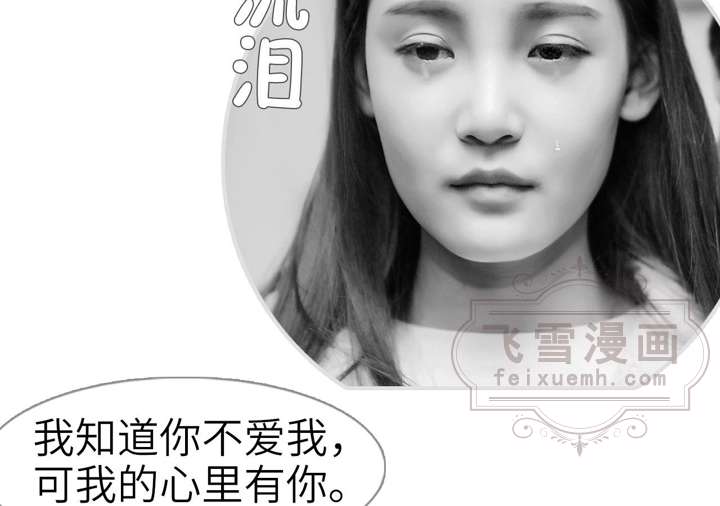 流泪
飞雪漫画
feixuemh.com
我知道你不爱我，
可我的心里有你。